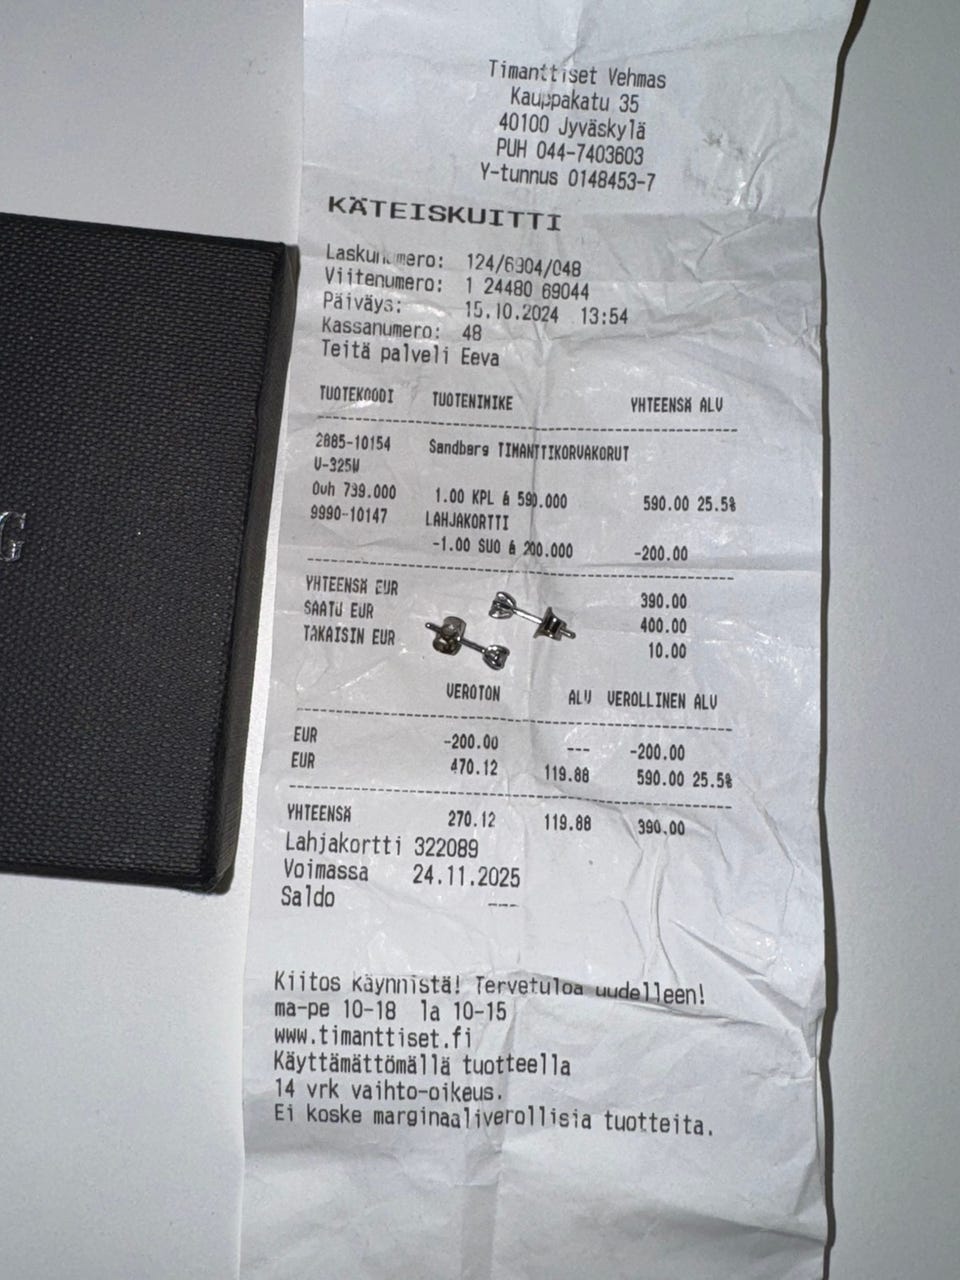 Timanttiset Vehmas
Kauppakatu 35
40100 Jyväskylä
PUH 044-7403603
Y-tunnus 0148453-7
KÄTEISKUITTI
Laskunumero: 124/6904/048
Viitenumero: 1 24480 69044
Päiväys: 15.10.2024 13:54
Kassanumero: 48
Teitä palveli Eeva
TUOTEKOODI TUOTENIMIKE YHTEENSÄ ALV
2885-10154 Sandberg TIMANTTIKORVAKORUT
V-325W
Ovh 739.000 1.00 KPL á 590.000 590.00 25.5%
9990-10147 LAHJAKORTTI
-1.00 SUO á 200.000 -200.00
YHTEENSÄ EUR 390.00
SAATU EUR 400.00
TAKAISIN EUR 10.00
VEROTON ALV VEROLLINEN ALV
EUR -200.00 --- -200.00
EUR 470.12 119.88 590.00 25.5%
YHTEENSÄ 270.12 119.88 390.00
Lahjakortti 322089
Voimassa 24.11.2025
Saldo ---
Kiitos käynnistä! Tervetuloa uudelleen!
ma-pe 10-18 la 10-15
www.timanttiset.fi
Käyttämättömällä tuotteella
14 vrk vaihto-oikeus.
Ei koske marginaaliverollisia tuotteita.
G